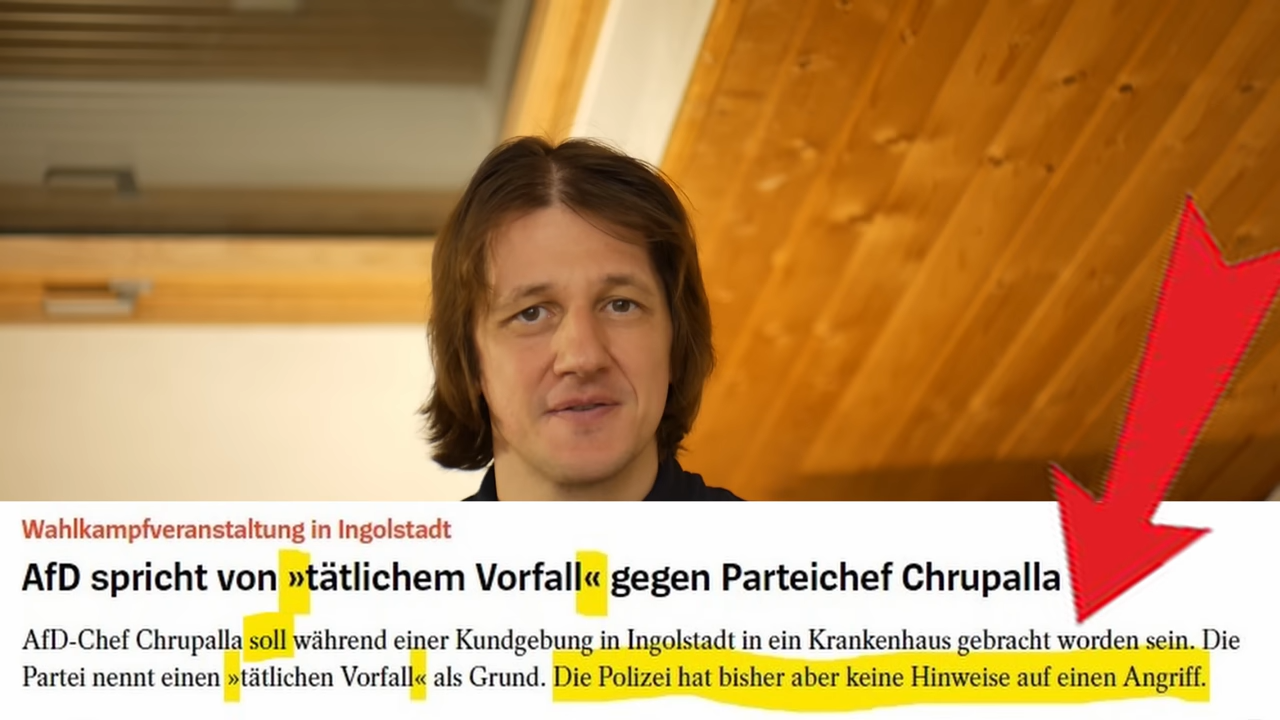 Wahlkampfveranstaltung in Ingolstadt
AfD spricht von »tätlichem Vorfall« gegen Parteichef Chrupalla
AfD-Chef Chrupalla soll während einer Kundgebung in Ingolstadt in ein Krankenhaus gebracht worden sein. Die
Partei nennt einen »tätlichen Vorfall« als Grund. Die Polizei hat bisher aber keine Hinweise auf einen Angriff.